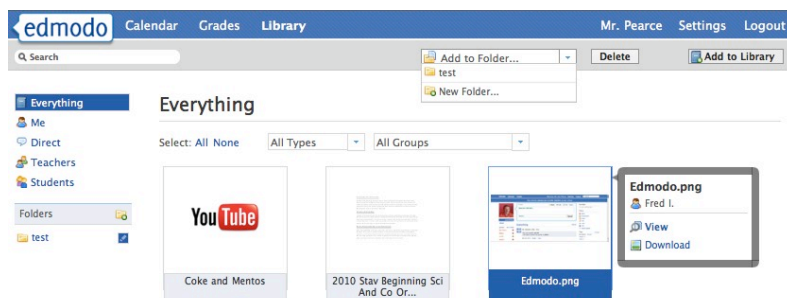 edmodo Calendar Grades Library Mr. Pearce Settings Logout
Search Add to Folder... Delete Add to Library
test
New Folder...
Everything
Me
Direct
Teachers
Students
Folders
test
Everything
Select: All None All Types All Groups
You Tube
Coke and Mentos
2010 Stav Beginning Sci
And Co Or...
Edmodo.png
Edmodo.png
Fred I.
View
Download